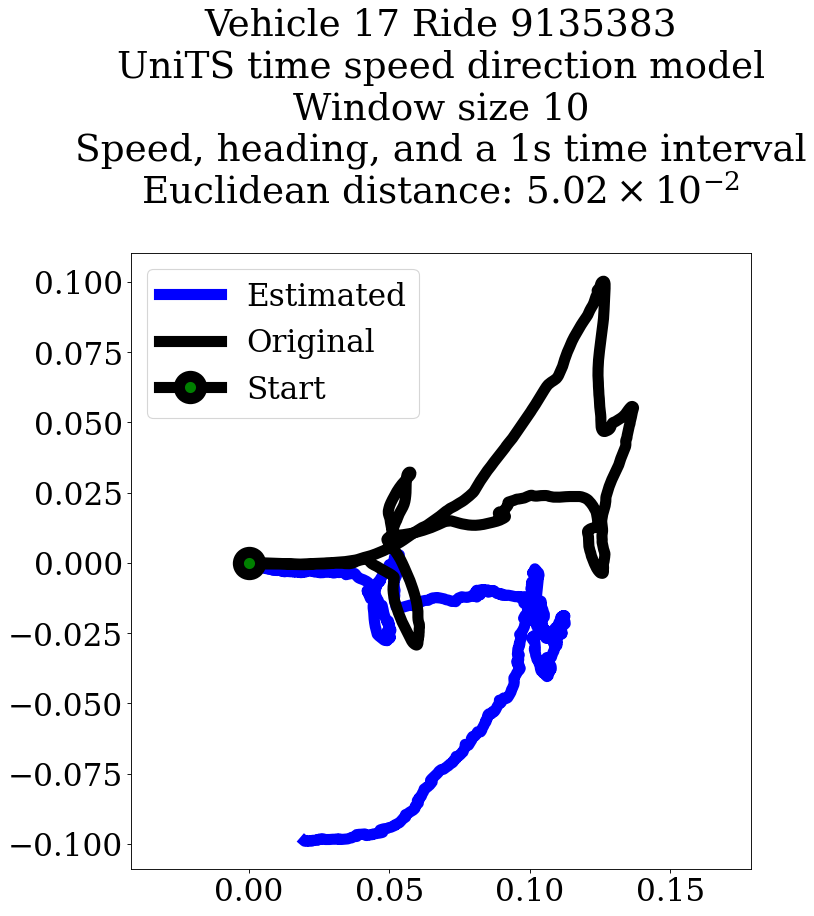 Vehicle 17 Ride 9135383
UniTS time speed direction model
Window size 10
Speed, heading, and a 1s time interval
Euclidean distance: $5.02 \times 10^{-2}$
Estimated
Original
Start
0.100
0.075
0.050
0.025
0.000
−0.025
−0.050
−0.075
−0.100
0.00 0.05 0.10 0.15